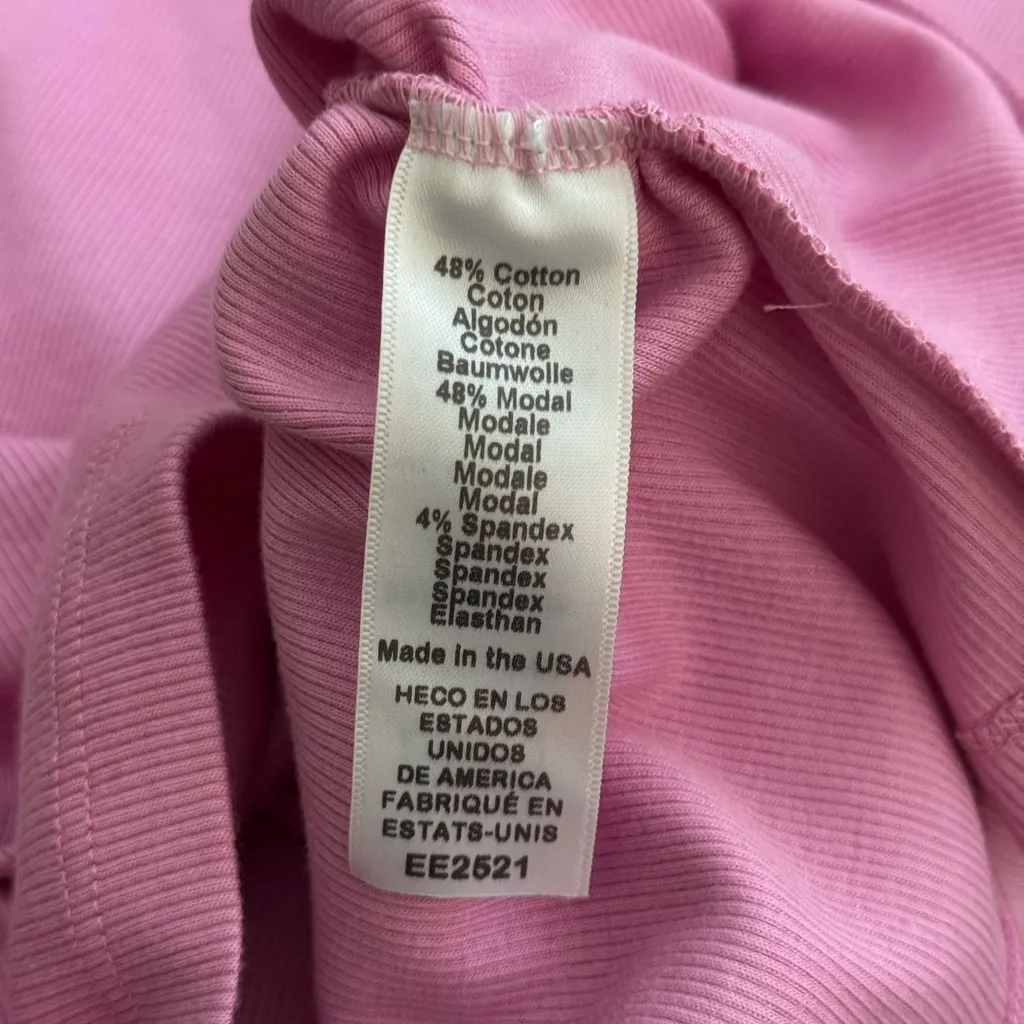 48% Cotton
Coton
Algodón
Cotone
Baumwolle
48% Modal
Modale
Modal
Modale
Modal
4% Spandex
Spandex
Spandex
Spandex
Elasthan
Made in the USA
HECO EN LOS
ESTADOS
UNIDOS
DE AMERICA
FABRIQUÉ EN
ESTATS-UNIS
EE2521